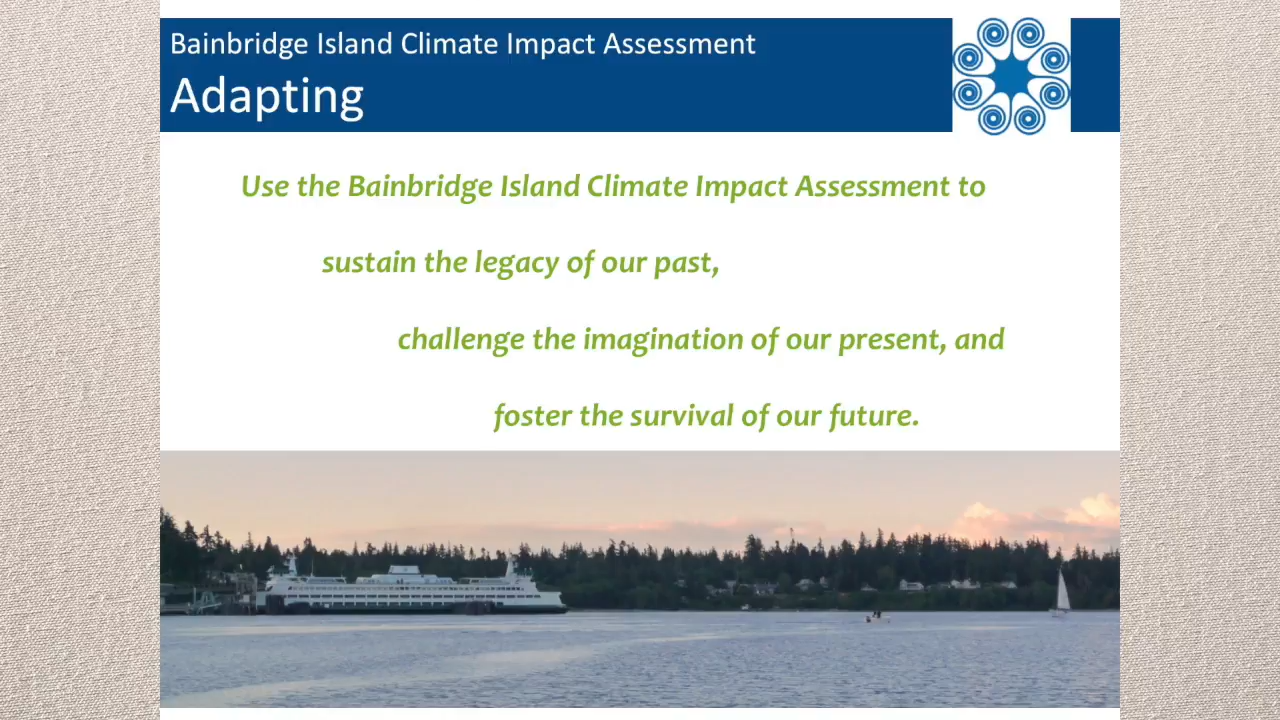 Bainbridge Island Climate Impact Assessment
Adapting
Use the Bainbridge Island Climate Impact Assessment to
sustain the legacy of our past,
challenge the imagination of our present, and
foster the survival of our future.